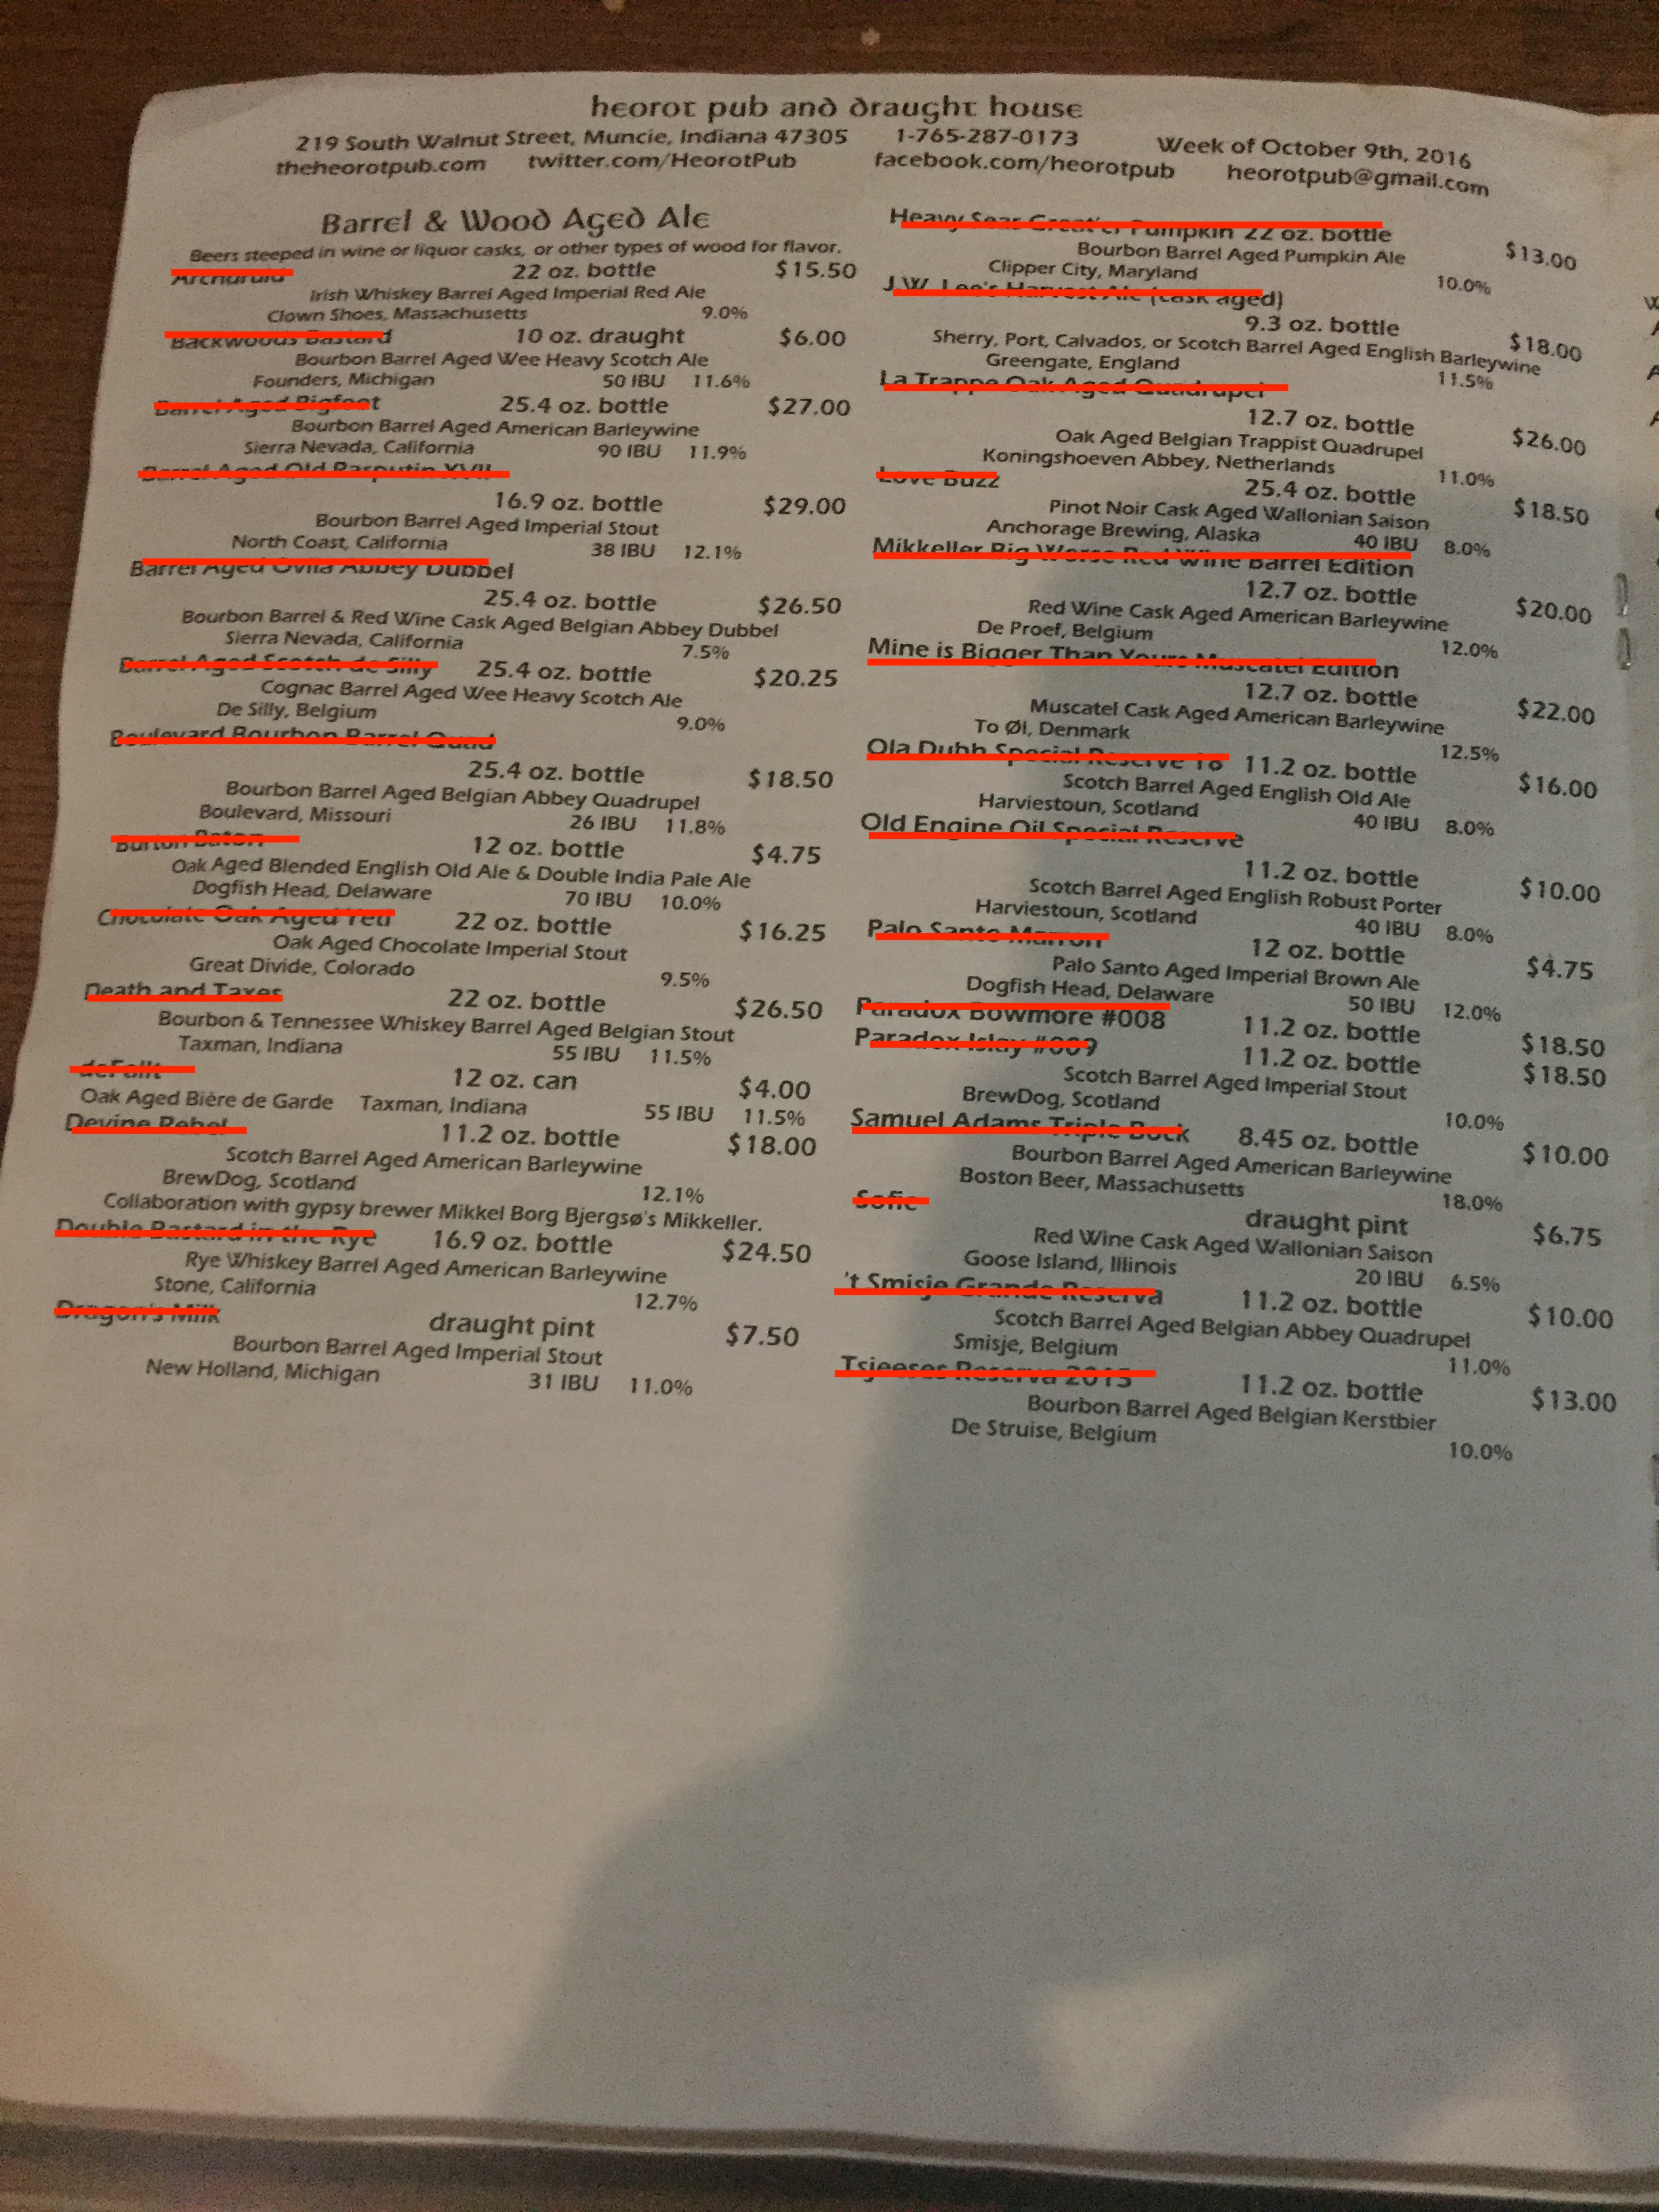 heorot pub and draught house
219 South Walnut Street, Muncie, Indiana 47305 1-765-287-0173 Week of October 9th, 2016
theheorotpub.com twitter.com/HeorotPub facebook.com/heorotpub heorotpub@gmail.com
Barrel & Wood Aged Ale
Beers steeped in wine or liquor casks, or other types of wood for flavor.
22 oz. bottle $15.50
Irish Whiskey Barrel Aged Imperial Red Ale
Clown Shoes, Massachusetts 9.0%
Backwoods Bastard 10 oz. draught $6.00
Bourbon Barrel Aged Wee Heavy Scotch Ale
Founders, Michigan 50 IBU 11.6%
Barrel Aged Bigfoot 25.4 oz. bottle $27.00
Bourbon Barrel Aged American Barleywine
Sierra Nevada, California 90 IBU 11.9%
Barrel Aged Old Rasputin XVII
16.9 oz. bottle $29.00
Bourbon Barrel Aged Imperial Stout
North Coast, California 38 IBU 12.1%
Barrel Aged Ovila Abbey Dubbel
25.4 oz. bottle $26.50
Bourbon Barrel & Red Wine Cask Aged Belgian Abbey Dubbel
Sierra Nevada, California 7.5%
Barrel Aged Scotch de Silly 25.4 oz. bottle $20.25
Cognac Barrel Aged Wee Heavy Scotch Ale
De Silly, Belgium 9.0%
Boulevard Bourbon Barrel Quad
25.4 oz. bottle $18.50
Bourbon Barrel Aged Belgian Abbey Quadrupel
Boulevard, Missouri 26 IBU 11.8%
Burton Baton 12 oz. bottle $4.75
Oak Aged Blended English Old Ale & Double India Pale Ale
Dogfish Head, Delaware 70 IBU 10.0%
Chocolate Oak Aged Yeti 22 oz. bottle $16.25
Oak Aged Chocolate Imperial Stout
Great Divide, Colorado 9.5%
Death and Taxes 22 oz. bottle $26.50
Bourbon & Tennessee Whiskey Barrel Aged Belgian Stout
Taxman, Indiana 55 IBU 11.5%
12 oz. can $4.00
Oak Aged Bière de Garde Taxman, Indiana 55 IBU 11.5%
Devine Rebel 11.2 oz. bottle $18.00
Scotch Barrel Aged American Barleywine
BrewDog, Scotland 12.1%
Collaboration with gypsy brewer Mikkel Borg Bjergsø's Mikkeller.
Double Bastard in the Rye 16.9 oz. bottle $24.50
Rye Whiskey Barrel Aged American Barleywine
Stone, California 12.7%
Dragon's Milk draught pint $7.50
Bourbon Barrel Aged Imperial Stout
New Holland, Michigan 31 IBU 11.0%
Heavy Seas Great'er Pumpkin 22 oz. bottle $13.00
Bourbon Barrel Aged Pumpkin Ale
Clipper City, Maryland 10.0%
J.W. Lee's Harvest Ale (cask aged)
9.3 oz. bottle $18.00
Sherry, Port, Calvados, or Scotch Barrel Aged English Barleywine
Greengate, England 11.5%
La Trappe Oak Aged Quadrupel
12.7 oz. bottle $26.00
Oak Aged Belgian Trappist Quadrupel
Koningshoeven Abbey, Netherlands 11.0%
Love Buzz 25.4 oz. bottle $18.50
Pinot Noir Cask Aged Wallonian Saison
Anchorage Brewing, Alaska 40 IBU 8.0%
Mikkeller Big Worse Red Wine Barrel Edition
12.7 oz. bottle $20.00
Red Wine Cask Aged American Barleywine
De Proef, Belgium 12.0%
Mine is Bigger Than Yours Muscatel Edition
12.7 oz. bottle $22.00
Muscatel Cask Aged American Barleywine
To Øl, Denmark 12.5%
Ola Dubh Special Reserve 18 11.2 oz. bottle $16.00
Scotch Barrel Aged English Old Ale
Harviestoun, Scotland 40 IBU 8.0%
Old Engine Oil Special Reserve
11.2 oz. bottle $10.00
Scotch Barrel Aged English Robust Porter
Harviestoun, Scotland 40 IBU 8.0%
Palo Santo Marron 12 oz. bottle $4.75
Palo Santo Aged Imperial Brown Ale
Dogfish Head, Delaware 50 IBU 12.0%
Paradox Bowmore #008 11.2 oz. bottle $18.50
Paradox Islay #009 11.2 oz. bottle $18.50
Scotch Barrel Aged Imperial Stout
BrewDog, Scotland 10.0%
Samuel Adams Triple Bock 8.45 oz. bottle $10.00
Bourbon Barrel Aged American Barleywine
Boston Beer, Massachusetts 18.0%
Sofie draught pint $6.75
Red Wine Cask Aged Wallonian Saison
Goose Island, Illinois 20 IBU 6.5%
't Smisje Grande Reserva 11.2 oz. bottle $10.00
Scotch Barrel Aged Belgian Abbey Quadrupel
Smisje, Belgium 11.0%
Tsjeeses Reserva 2015 11.2 oz. bottle $13.00
Bourbon Barrel Aged Belgian Kerstbier
De Struise, Belgium 10.0%